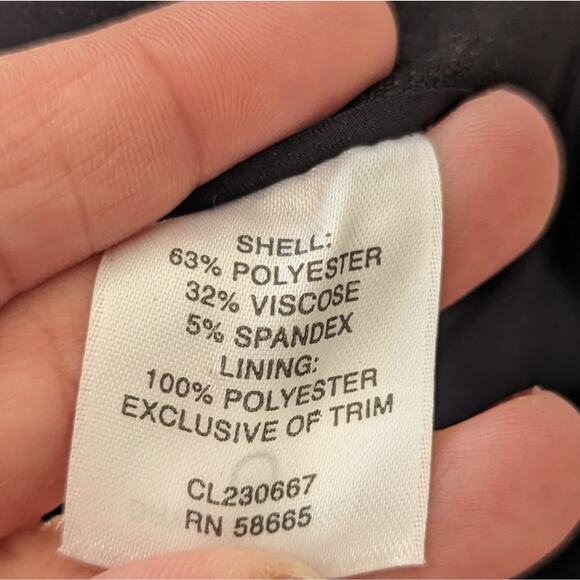 SHELL:
63% POLYESTER
32% VISCOSE
5% SPANDEX
LINING:
100% POLYESTER
EXCLUSIVE OF TRIM
CL230667
RN 58665